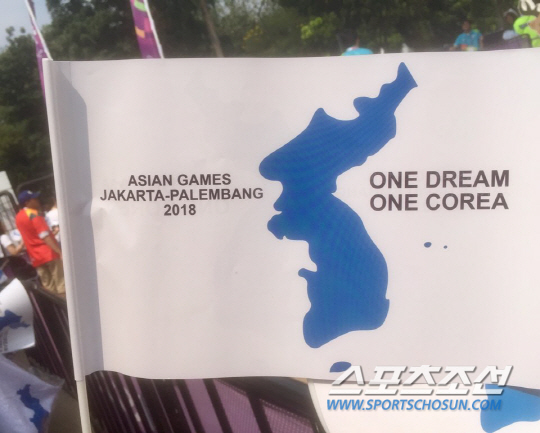 ASIAN GAMES
JAKARTA-PALEMBANG
2018
ONE DREAM
ONE COREA
스포츠조선
WWW.SPORTSCHOSUN.COM